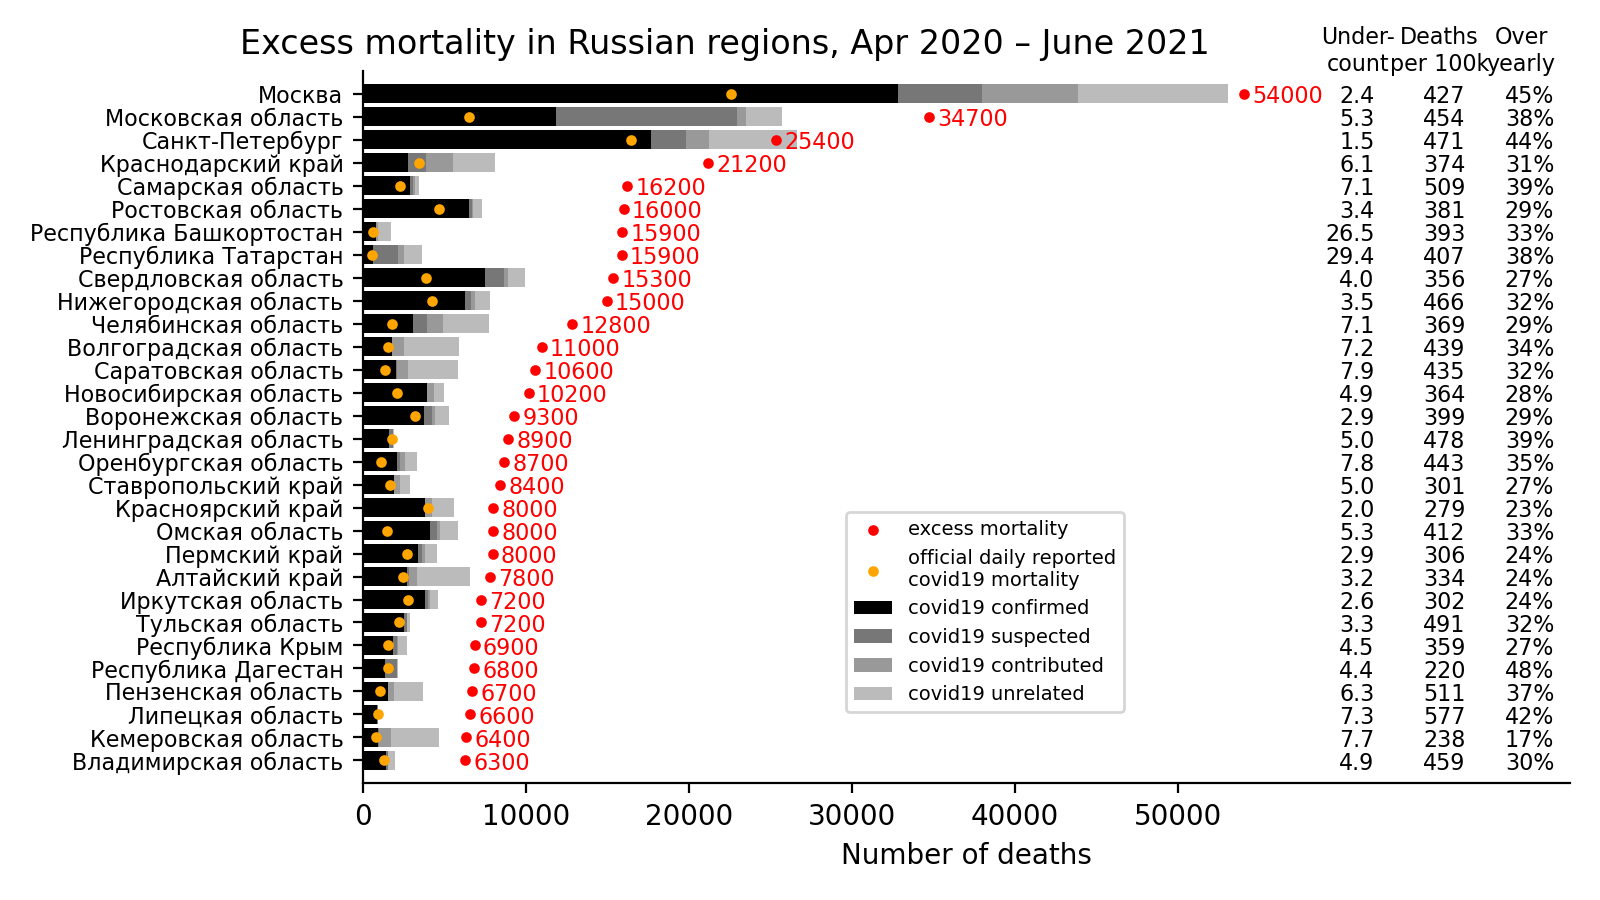 Excess mortality in Russian regions, Apr 2020 – June 2021
Under- Deaths Over
count per 100k yearly
Москва 54000 2.4 427 45%
Московская область 34700 5.3 454 38%
Санкт-Петербург 25400 1.5 471 44%
Краснодарский край 21200 6.1 374 31%
Самарская область 16200 7.1 509 39%
Ростовская область 16000 3.4 381 29%
Республика Башкортостан 15900 26.5 393 33%
Республика Татарстан 15900 29.4 407 38%
Свердловская область 15300 4.0 356 27%
Нижегородская область 15000 3.5 466 32%
Челябинская область 12800 7.1 369 29%
Волгоградская область 11000 7.2 439 34%
Саратовская область 10600 7.9 435 32%
Новосибирская область 10200 4.9 364 28%
Воронежская область 9300 2.9 399 29%
Ленинградская область 8900 5.0 478 39%
Оренбургская область 8700 7.8 443 35%
Ставропольский край 8400 5.0 301 27%
Красноярский край 8000 2.0 279 23%
Омская область 8000 5.3 412 33%
Пермский край 8000 2.9 306 24%
Алтайский край 7800 3.2 334 24%
Иркутская область 7200 2.6 302 24%
Тульская область 7200 3.3 491 32%
Республика Крым 6900 4.5 359 27%
Республика Дагестан 6800 4.4 220 48%
Пензенская область 6700 6.3 511 37%
Липецкая область 6600 7.3 577 42%
Кемеровская область 6400 7.7 238 17%
Владимирская область 6300 4.9 459 30%
excess mortality
official daily reported
covid19 mortality
covid19 confirmed
covid19 suspected
covid19 contributed
covid19 unrelated
0 10000 20000 30000 40000 50000
Number of deaths